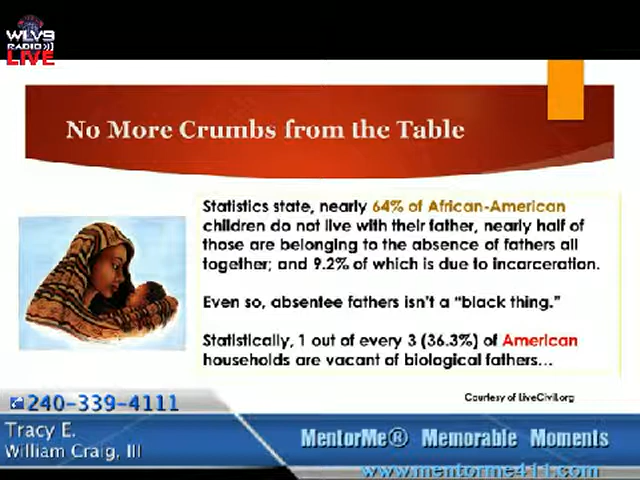 WLVS
RADIO
LIVE
No More Crumbs from the Table
Statistics state, nearly 64% of African-American
children do not live with their father, nearly half of
those are belonging to the absence of fathers all
together; and 9.2% of which is due to incarceration.
Even so, absentee fathers isn't a "black thing."
Statistically, 1 out of every 3 (36.3%) of American
households are vacant of biological fathers...
Courtesy of LiveCivil.org
240-339-4111
Tracy E.
William Craig, III
MentorMe® Memorable Moments
www.mentorme411.com